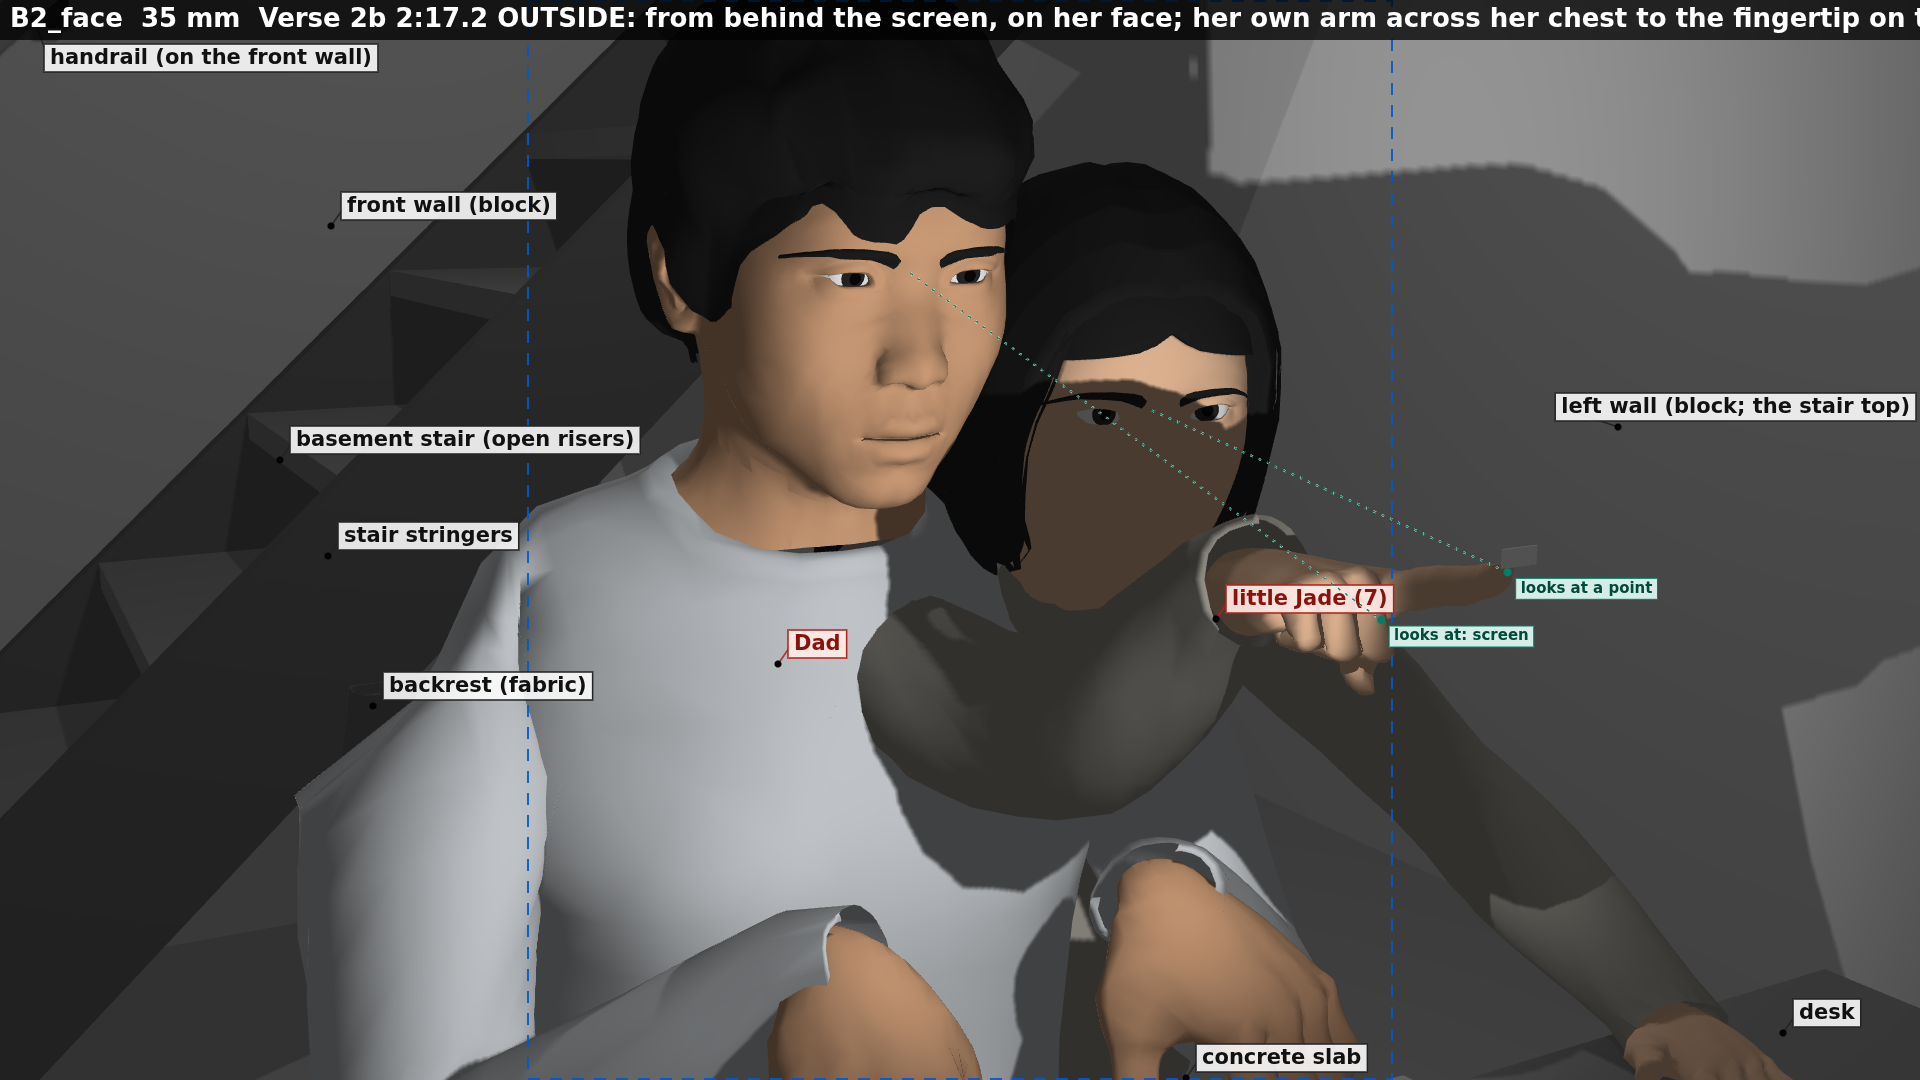 B2_face 35 mm Verse 2b 2:17.2 OUTSIDE: from behind the screen, on her face; her own arm across her chest to the fingertip on
handrail (on the front wall)
front wall (block)
left wall (block; the stair top)
basement stair (open risers)
stair stringers
looks at a point
little Jade (7)
looks at: screen
Dad
backrest (fabric)
desk
concrete slab